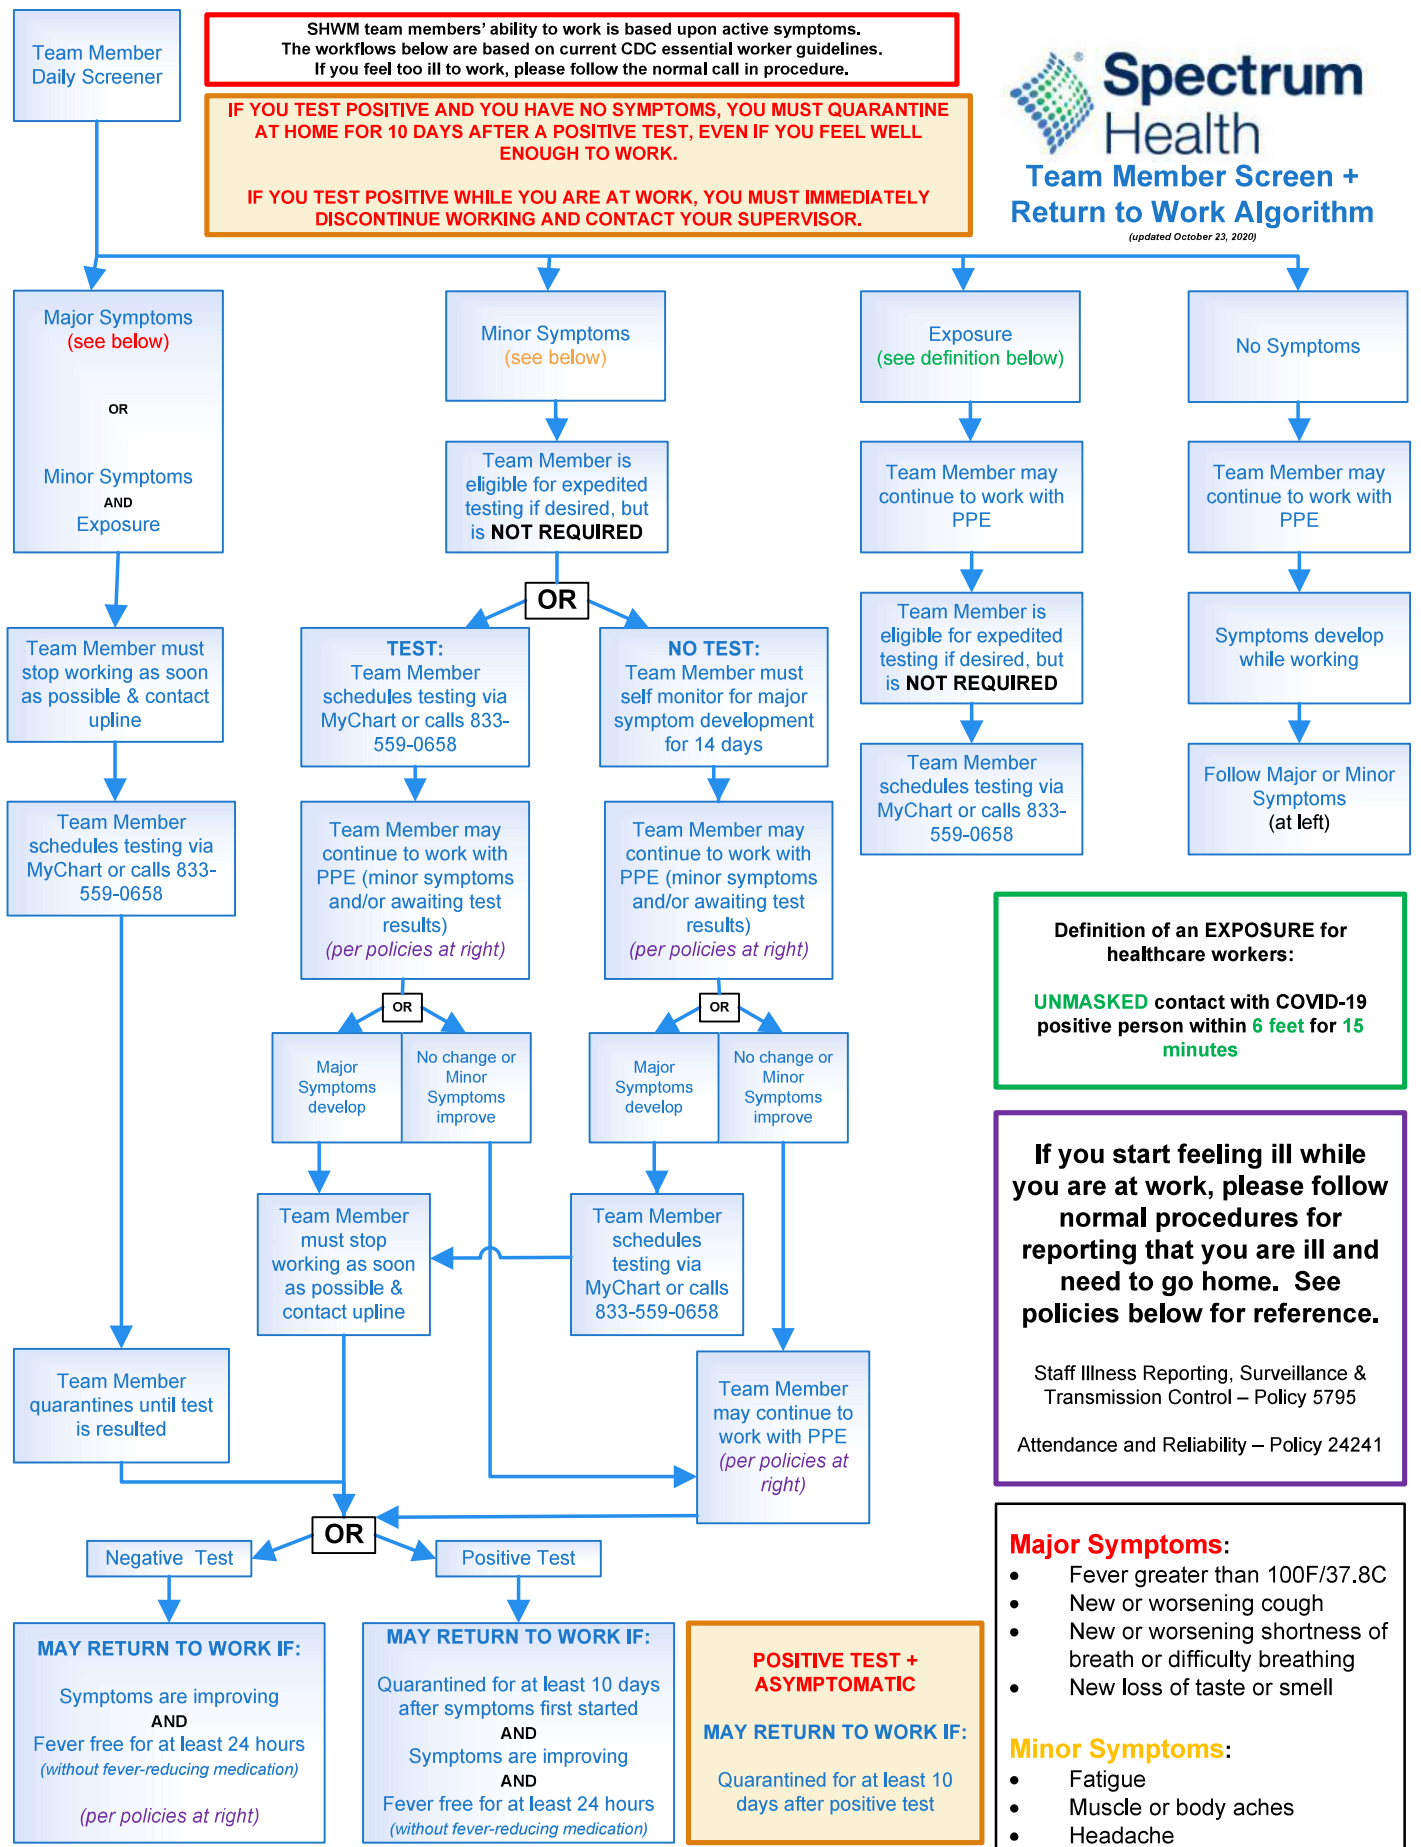 Team Member
Daily Screener
SHWM team members’ ability to work is based upon active symptoms.
The workflows below are based on current CDC essential worker guidelines.
If you feel too ill to work, please follow the normal call in procedure.
IF YOU TEST POSITIVE AND YOU HAVE NO SYMPTOMS, YOU MUST QUARANTINE
AT HOME FOR 10 DAYS AFTER A POSITIVE TEST, EVEN IF YOU FEEL WELL
ENOUGH TO WORK.
IF YOU TEST POSITIVE WHILE YOU ARE AT WORK, YOU MUST IMMEDIATELY
DISCONTINUE WORKING AND CONTACT YOUR SUPERVISOR.
Spectrum
Health
Team Member Screen +
Return to Work Algorithm
(updated October 23, 2020)
Major Symptoms
(see below)
OR
Minor Symptoms
AND
Exposure
Team Member must
stop working as soon
as possible & contact
upline
Team Member
schedules testing via
MyChart or calls 833-
559-0658
Team Member
quarantines until test
is resulted
Minor Symptoms
(see below)
Team Member is
eligible for expedited
testing if desired, but
is NOT REQUIRED
OR
TEST:
Team Member
schedules testing via
MyChart or calls 833-
559-0658
Team Member may
continue to work with
PPE (minor symptoms
and/or awaiting test
results)
(per policies at right)
OR
Major
Symptoms
develop
No change or
Minor
Symptoms
improve
Team Member
must stop
working as soon
as possible &
contact upline
NO TEST:
Team Member must
self monitor for major
symptom development
for 14 days
Team Member may
continue to work with
PPE (minor symptoms
and/or awaiting test
results)
(per policies at right)
OR
Major
Symptoms
develop
No change or
Minor
Symptoms
improve
Team Member
schedules
testing via
MyChart or calls
833-559-0658
Team Member
may continue to
work with PPE
(per policies at
right)
Exposure
(see definition below)
Team Member may
continue to work with
PPE
Team Member is
eligible for expedited
testing if desired, but
is NOT REQUIRED
Team Member
schedules testing via
MyChart or calls 833-
559-0658
No Symptoms
Team Member may
continue to work with
PPE
Symptoms develop
while working
Follow Major or Minor
Symptoms
(at left)
Definition of an EXPOSURE for
healthcare workers:
UNMASKED contact with COVID-19
positive person within 6 feet for 15
minutes
If you start feeling ill while
you are at work, please follow
normal procedures for
reporting that you are ill and
need to go home. See
policies below for reference.
Staff Illness Reporting, Surveillance &
Transmission Control – Policy 5795
Attendance and Reliability – Policy 24241
OR
Negative Test
Positive Test
MAY RETURN TO WORK IF:
Symptoms are improving
AND
Fever free for at least 24 hours
(without fever-reducing medication)
(per policies at right)
MAY RETURN TO WORK IF:
Quarantined for at least 10 days
after symptoms first started
AND
Symptoms are improving
AND
Fever free for at least 24 hours
(without fever-reducing medication)
POSITIVE TEST +
ASYMPTOMATIC
MAY RETURN TO WORK IF:
Quarantined for at least 10
days after positive test
Major Symptoms:
• Fever greater than 100F/37.8C
• New or worsening cough
• New or worsening shortness of
breath or difficulty breathing
• New loss of taste or smell
Minor Symptoms:
• Fatigue
• Muscle or body aches
• Headache